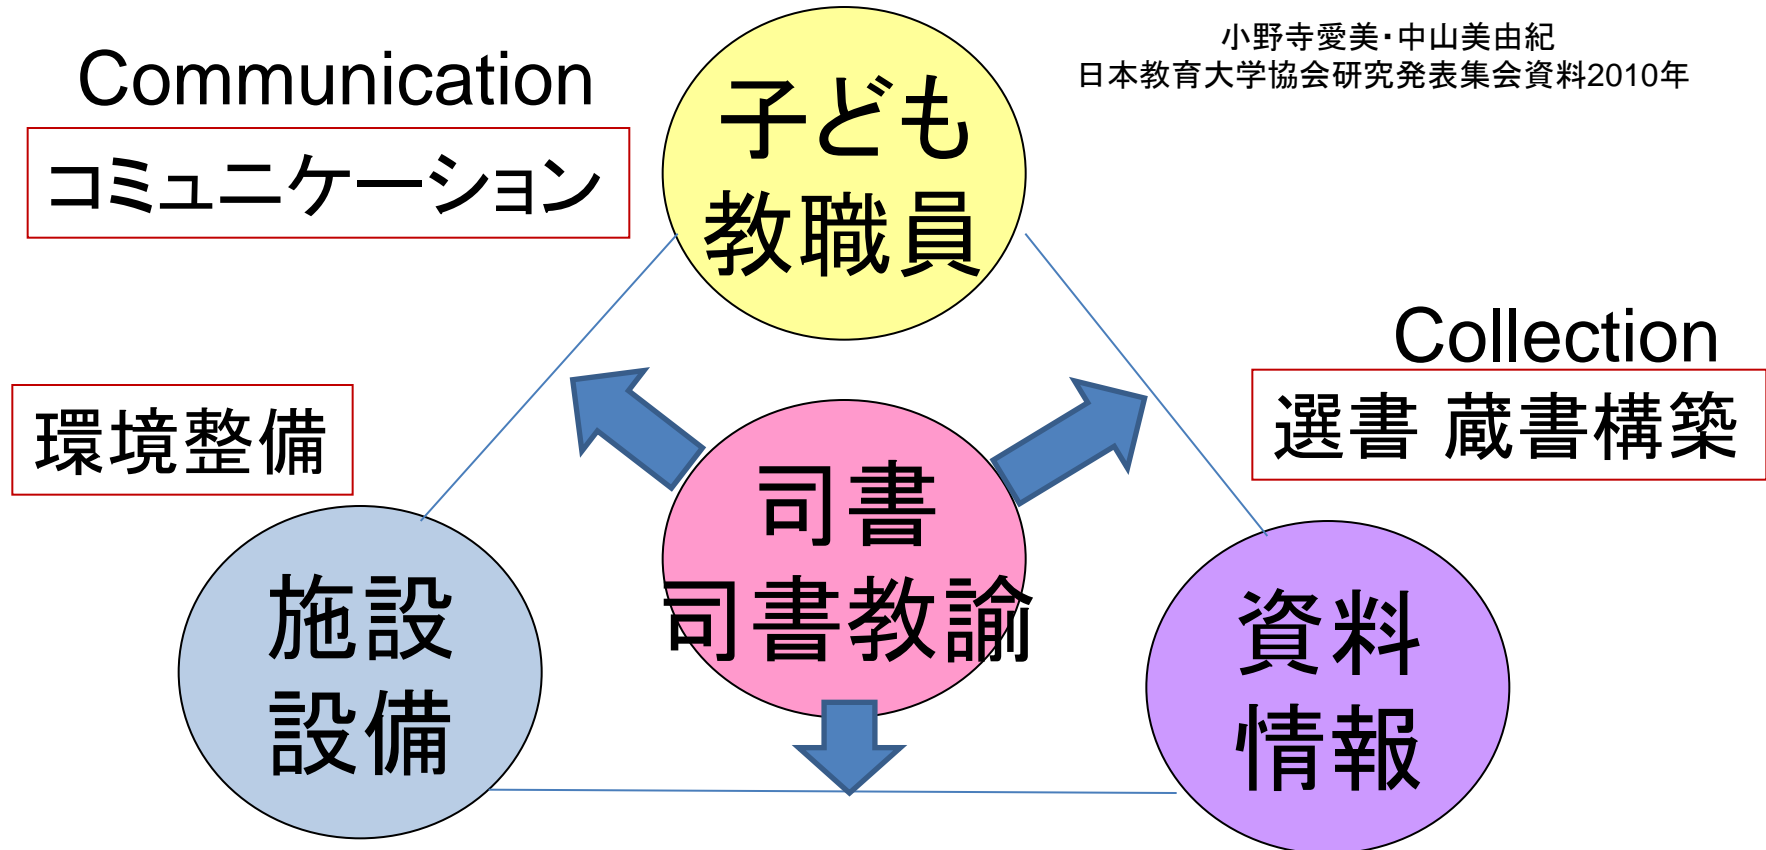 小野寺愛美・中山美由紀
日本教育大学協会研究発表集会資料2010年
Communication
コミュニケーション
子ども
教職員
Collection
選書 蔵書構築
環境整備
司書
司書教諭
施設
設備
資料
情報